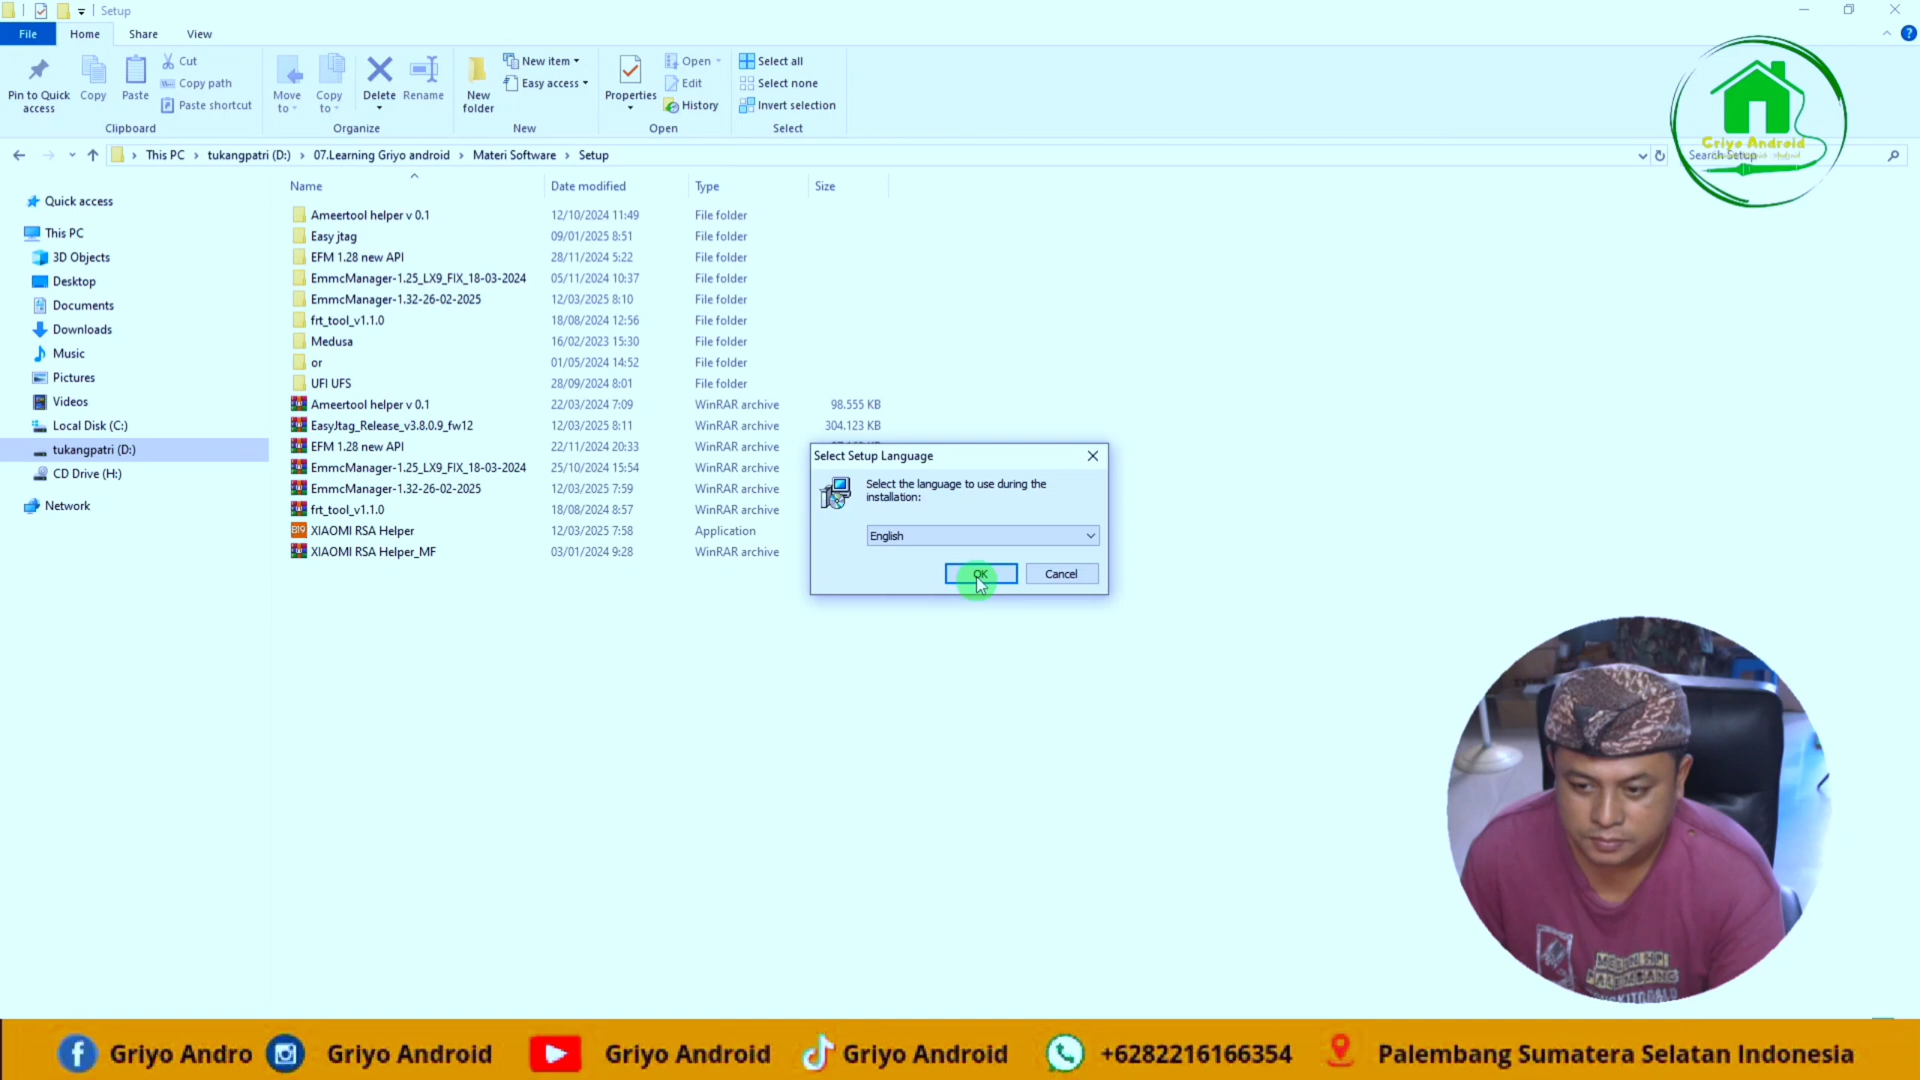 Setup
File Home Share View
Pin to Quick access
Copy
Paste
Cut
Copy path
Paste shortcut
Clipboard
Move to
Copy to
Delete
Rename
Organize
New folder
New item
Easy access
New
Properties
Open
Edit
History
Open
Select all
Select none
Invert selection
Select
Griyo Android
This PC > tukangpatri (D:) > 07.Learning Griyo android > Materi Software > Setup
Search Setup
Name Date modified Type Size
Quick access
This PC
3D Objects
Desktop
Documents
Downloads
Music
Pictures
Videos
Local Disk (C:)
tukangpatri (D:)
CD Drive (H:)
Network
Ameertool helper v 0.1 12/10/2024 11:49 File folder
Easy jtag 09/01/2025 8:51 File folder
EFM 1.28 new API 28/11/2024 5:22 File folder
EmmcManager-1.25_LX9_FIX_18-03-2024 05/11/2024 10:37 File folder
EmmcManager-1.32-26-02-2025 12/03/2025 8:10 File folder
frt_tool_v1.1.0 18/08/2024 12:56 File folder
Medusa 16/02/2023 15:30 File folder
or 01/05/2024 14:52 File folder
UFI UFS 28/09/2024 8:01 File folder
Ameertool helper v 0.1 22/03/2024 7:09 WinRAR archive 98.555 KB
EasyJtag_Release_v3.8.0.9_fw12 12/03/2025 8:11 WinRAR archive 304.123 KB
EFM 1.28 new API 22/11/2024 20:33 WinRAR archive
EmmcManager-1.25_LX9_FIX_18-03-2024 25/10/2024 15:54 WinRAR archive
EmmcManager-1.32-26-02-2025 12/03/2025 7:59 WinRAR archive
frt_tool_v1.1.0 18/08/2024 8:57 WinRAR archive
XIAOMI RSA Helper 12/03/2025 7:58 Application
XIAOMI RSA Helper_MF 03/01/2024 9:28 WinRAR archive
Select Setup Language
Select the language to use during the
installation:
English
OK Cancel
Griyo Andro Griyo Android Griyo Android Griyo Android +6282216166354 Palembang Sumatera Selatan Indonesia